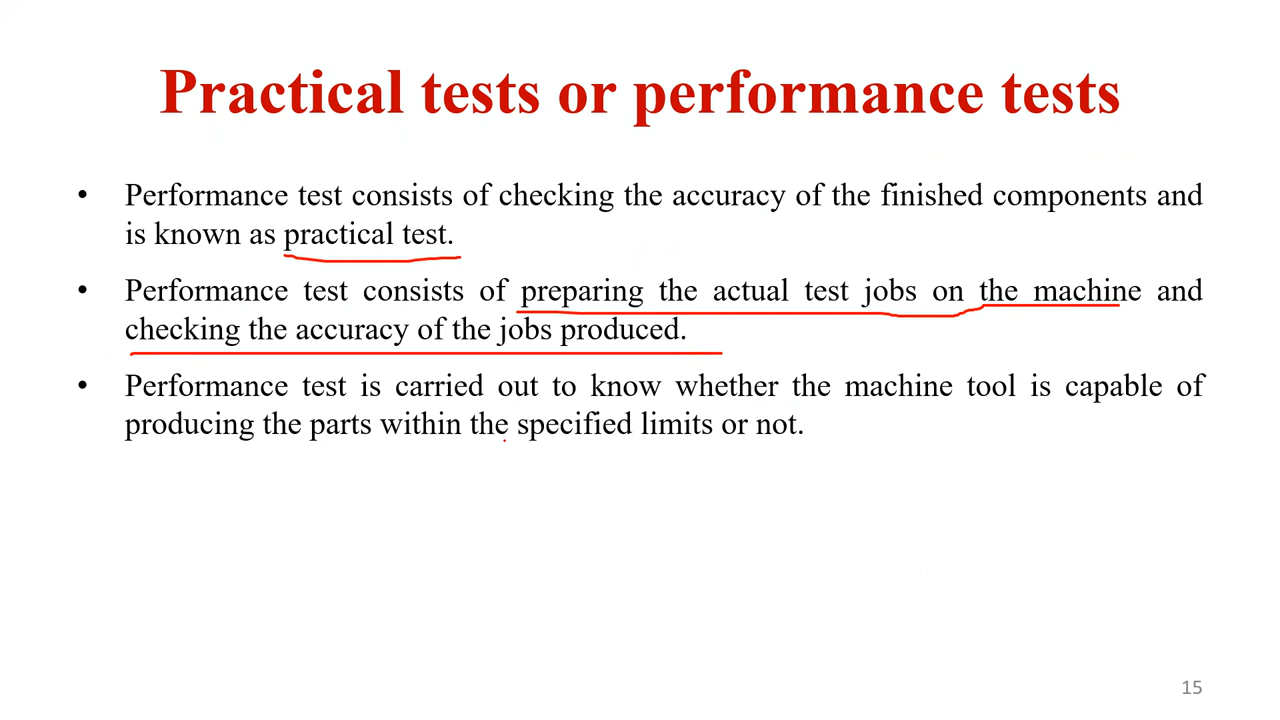 Practical tests or performance tests
• Performance test consists of checking the accuracy of the finished components and
is known as practical test.
• Performance test consists of preparing the actual test jobs on the machine and
checking the accuracy of the jobs produced.
• Performance test is carried out to know whether the machine tool is capable of
producing the parts within the specified limits or not.
15